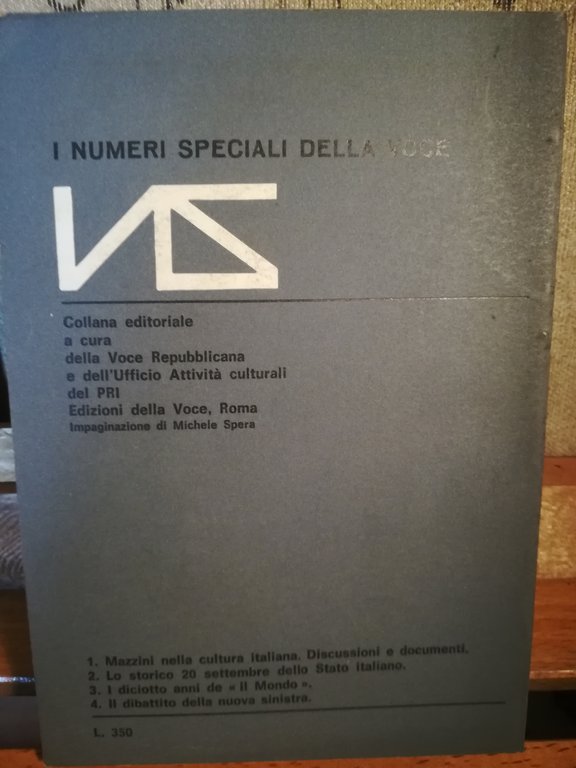 I NUMERI SPECIALI DELLA VOCE
Collana editoriale
a cura
della Voce Repubblicana
e dell'Ufficio Attività culturali
del PRI
Edizioni della Voce, Roma
Impaginazione di Michele Spera
1. Mazzini nella cultura italiana. Discussioni e documenti.
2. Lo storico 20 settembre dello Stato italiano.
3. I diciotto anni de « Il Mondo ».
4. Il dibattito della nuova sinistra.
L. 350